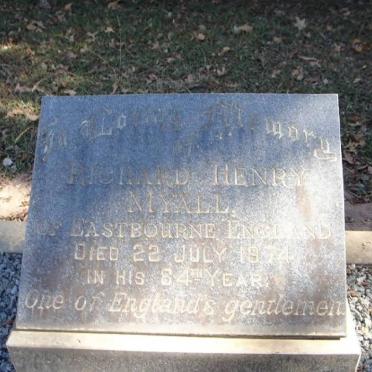 In Loving Memory
of
RICHARD HENRY
MYALL.
OF EASTBOURNE ENGLAND
DIED 22 JULY 1974
IN HIS 64TH YEAR.
One of England's gentlemen